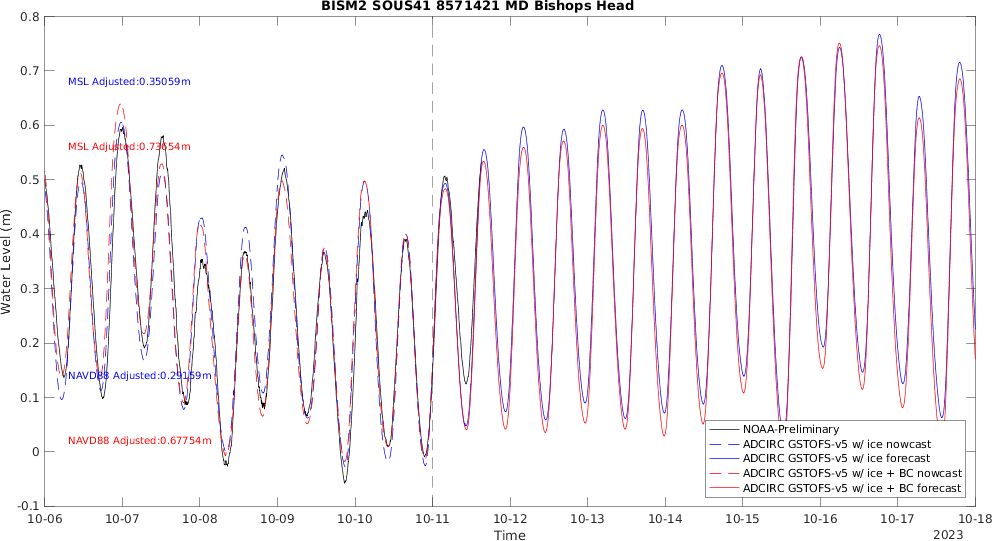 BISM2 SOUS41 8571421 MD Bishops Head
Water Level (m)
0.8
0.7
0.6
0.5
0.4
0.3
0.2
0.1
0
-0.1
MSL Adjusted:0.35059m
MSL Adjusted:0.73654m
NAVD88 Adjusted:0.29159m
NAVD88 Adjusted:0.67754m
NOAA-Preliminary
ADCIRC GSTOFS-v5 w/ ice nowcast
ADCIRC GSTOFS-v5 w/ ice forecast
ADCIRC GSTOFS-v5 w/ ice + BC nowcast
ADCIRC GSTOFS-v5 w/ ice + BC forecast
10-06 10-07 10-08 10-09 10-10 10-11 10-12 10-13 10-14 10-15 10-16 10-17 10-18
Time
2023